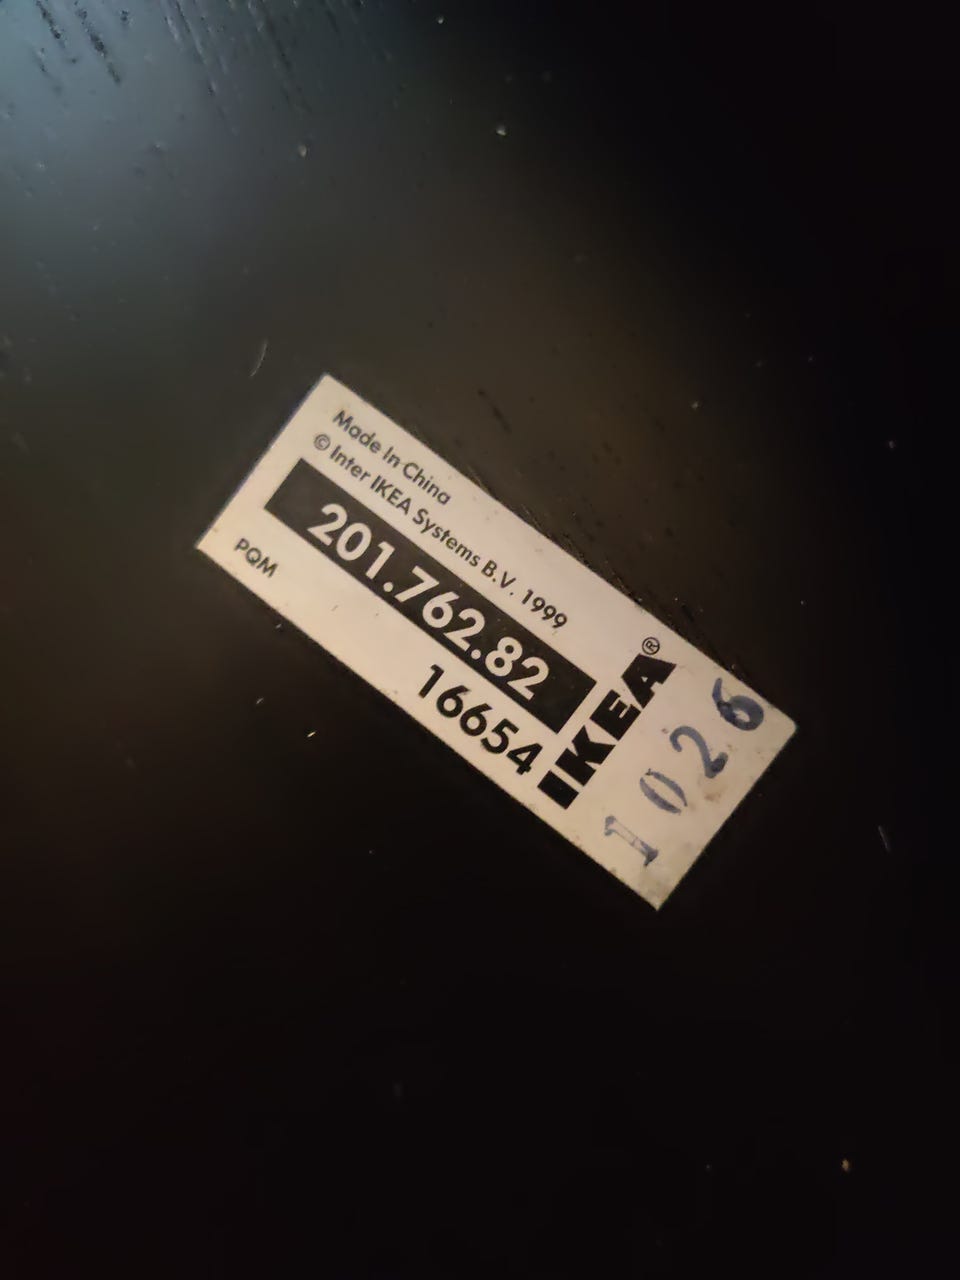 Made In China
© Inter IKEA Systems B.V. 1999
201.762.82
PQM
16654
IKEA®
1026